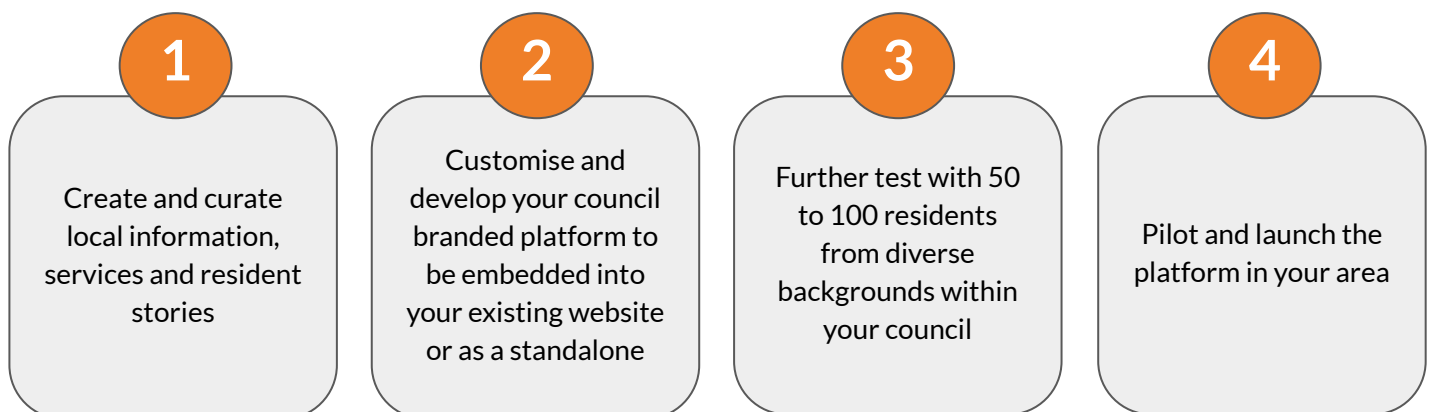 1
Create and curate
local information,
services and resident
stories
2
Customise and
develop your council
branded platform to
be embedded into
your existing website
or as a standalone
3
Further test with 50
to 100 residents
from diverse
backgrounds within
your council
4
Pilot and launch the
platform in your area